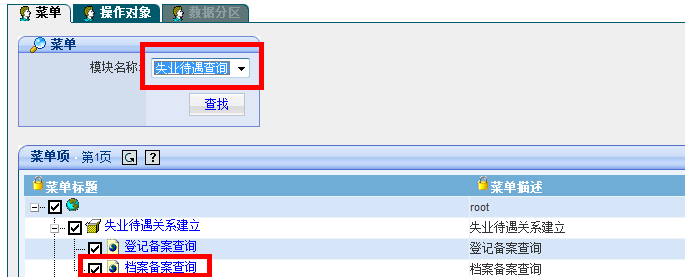 菜单 操作对象 数据分区
菜单
模块名称: 失业待遇查询
查找
菜单项 第1页 ?
菜单标题 菜单描述
root
失业待遇关系建立 失业待遇关系建立
登记备案查询 登记备案查询
档案备案查询 档案备案查询